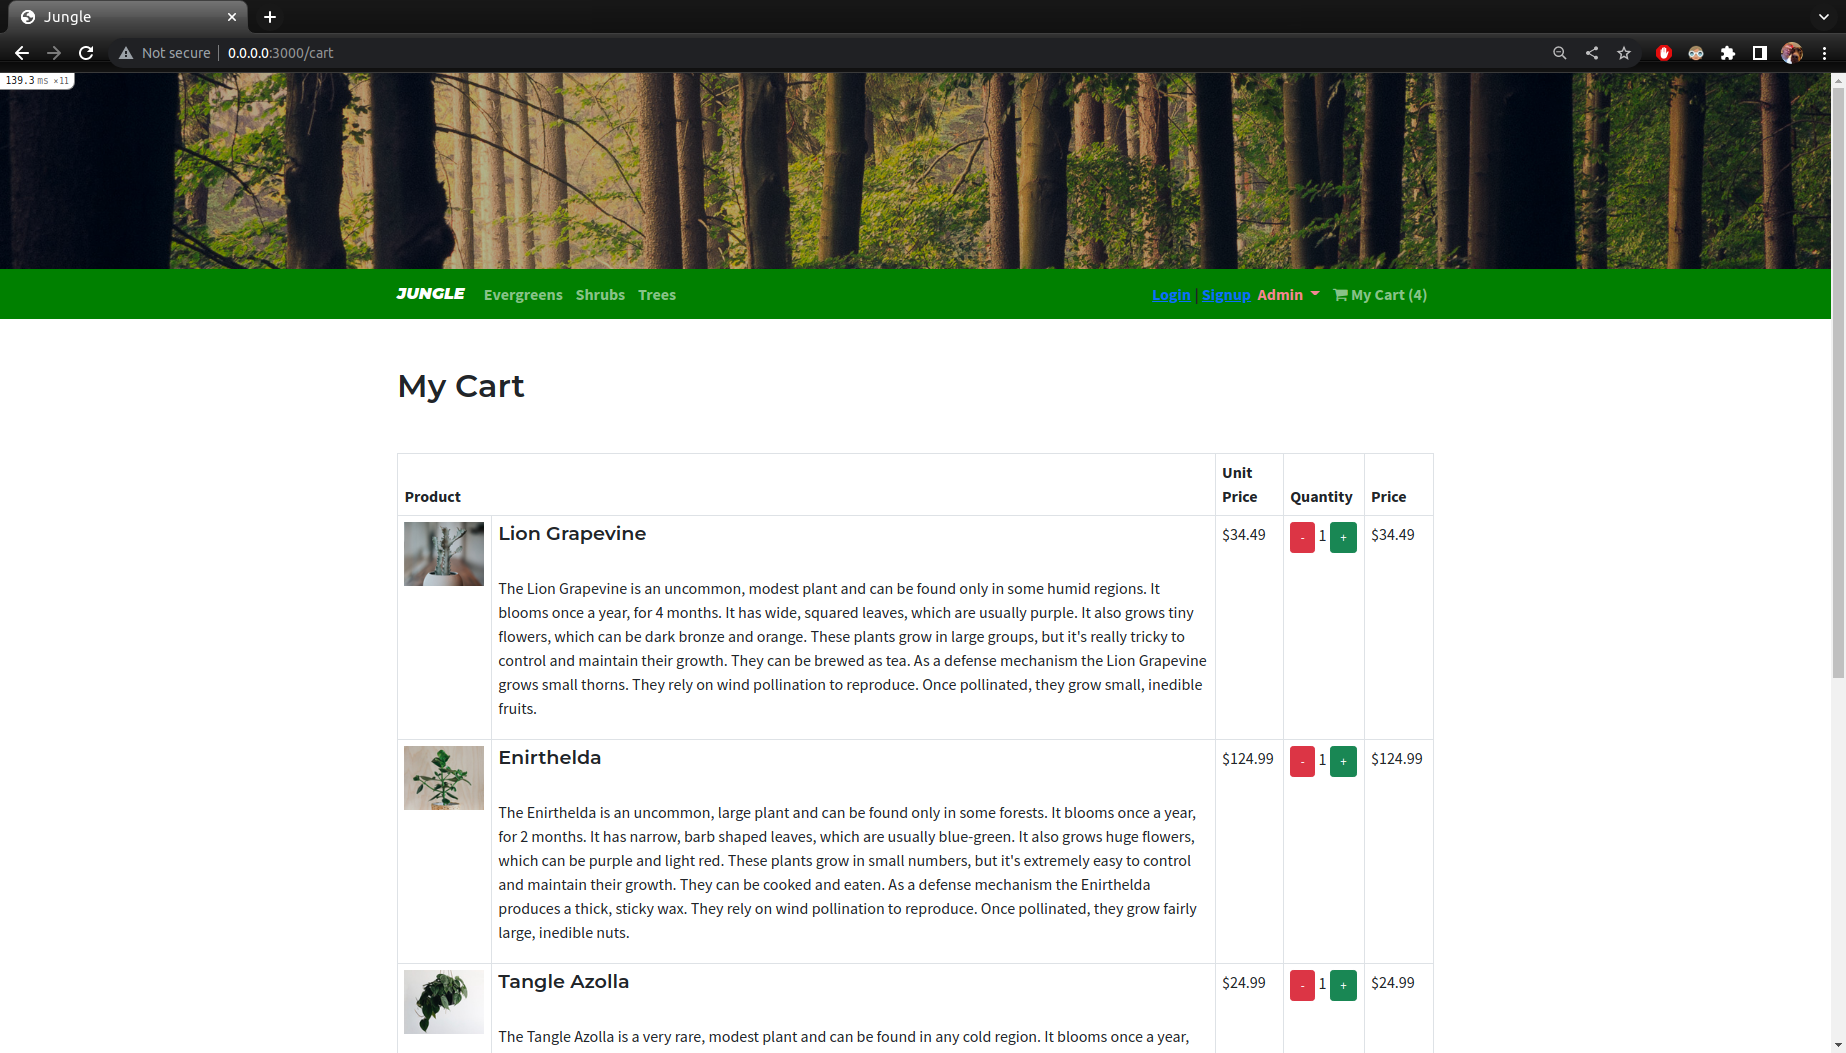 Jungle
Not secure 0.0.0.0:3000/cart
139.3 ms ×11
JUNGLE Evergreens Shrubs Trees Login | Signup Admin My Cart (4)
My Cart
Product Unit Price Quantity Price
Lion Grapevine $34.49 - 1 + $34.49
The Lion Grapevine is an uncommon, modest plant and can be found only in some humid regions. It
blooms once a year, for 4 months. It has wide, squared leaves, which are usually purple. It also grows tiny
flowers, which can be dark bronze and orange. These plants grow in large groups, but it's really tricky to
control and maintain their growth. They can be brewed as tea. As a defense mechanism the Lion Grapevine
grows small thorns. They rely on wind pollination to reproduce. Once pollinated, they grow small, inedible
fruits.
Enirthelda $124.99 - 1 + $124.99
The Enirthelda is an uncommon, large plant and can be found only in some forests. It blooms once a year,
for 2 months. It has narrow, barb shaped leaves, which are usually blue-green. It also grows huge flowers,
which can be purple and light red. These plants grow in small numbers, but it's extremely easy to control
and maintain their growth. They can be cooked and eaten. As a defense mechanism the Enirthelda
produces a thick, sticky wax. They rely on wind pollination to reproduce. Once pollinated, they grow fairly
large, inedible nuts.
Tangle Azolla $24.99 - 1 + $24.99
The Tangle Azolla is a very rare, modest plant and can be found in any cold region. It blooms once a year,